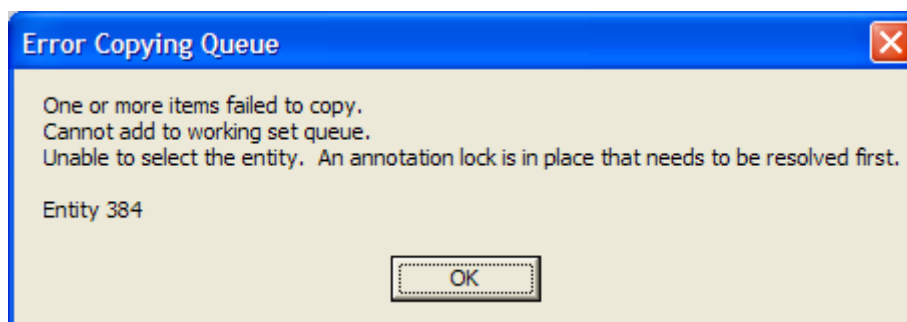 Error Copying Queue
One or more items failed to copy.
Cannot add to working set queue.
Unable to select the entity.  An annotation lock is in place that needs to be resolved first.
Entity 384
OK